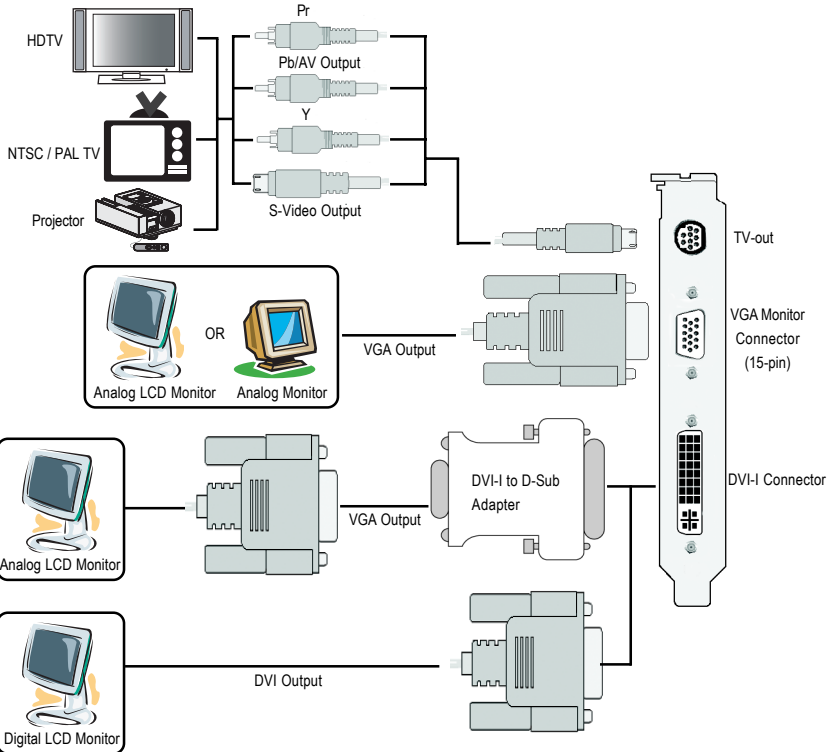 Pr
HDTV
Pb/AV Output
Y
NTSC / PAL TV
S-Video Output
Projector
TV-out
VGA Monitor
Connector
(15-pin)
OR
VGA Output
Analog LCD Monitor
Analog Monitor
DVI-I to D-Sub
Adapter
DVI-I Connector
VGA Output
Analog LCD Monitor
DVI Output
Digital LCD Monitor